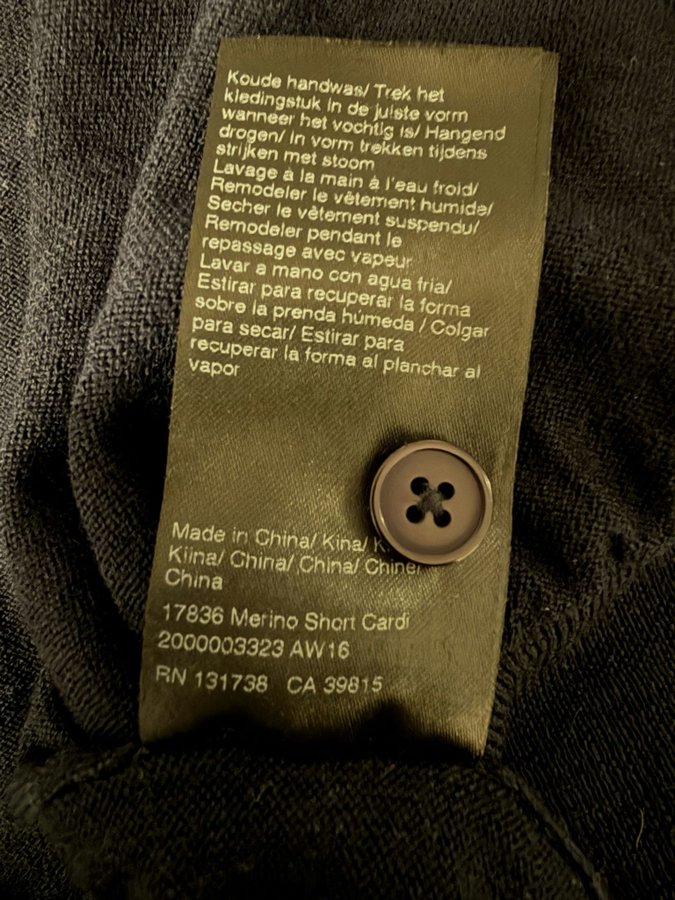 Koude handwas/ Trek het
kledingstuk in de juiste vorm
wanneer het vochtig is/ Hangend
drogen/ In vorm trekken tijdens
strijken met stoom
Lavage à la main à l'eau froid/
Remodeler le vêtement humide/
Secher le vêtement suspendu/
Remodeler pendant le
repassage avec vapeur
Lavar a mano con agua fria/
Estirar para recuperar la forma
sobre la prenda húmeda / Colgar
para secar/ Estirar para
recuperar la forma al planchar al
vapor
Made in China/ Kina/
Kiina/ China/ China/ Chine/
China
17836 Merino Short Cardi
2000003323 AW16
RN 131738 CA 39815